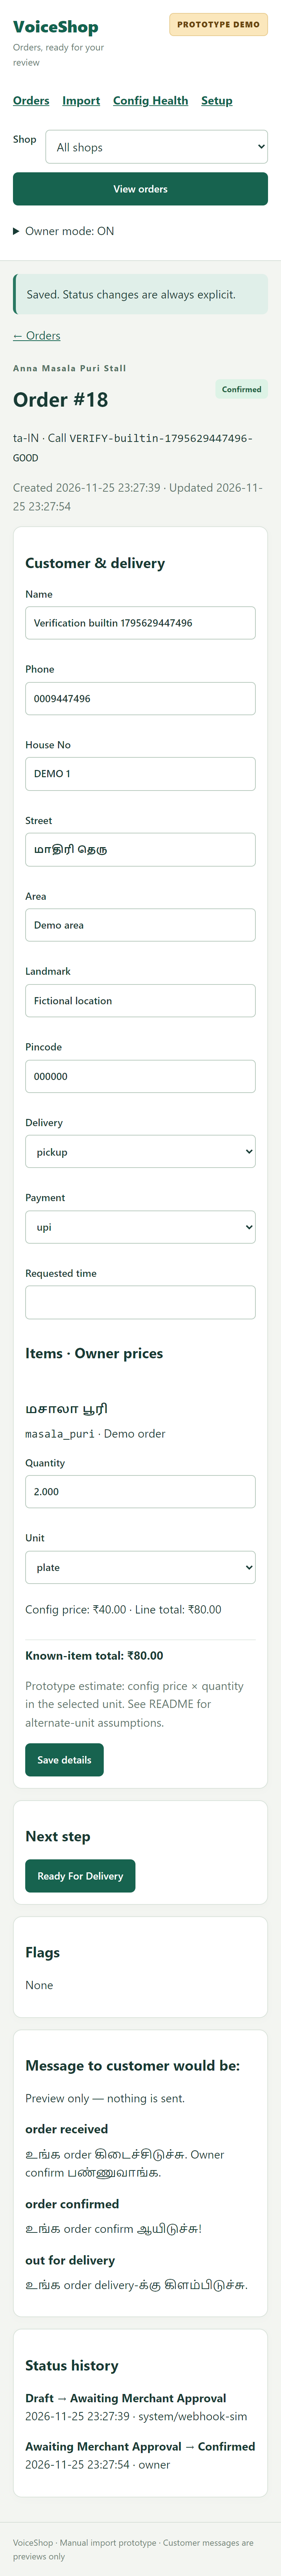 VoiceShop
PROTOTYPE DEMO
Orders, ready for your
review
Orders Import Config Health Setup
Shop
All shops
View orders
▶ Owner mode: ON
Saved. Status changes are always explicit.
← Orders
Anna Masala Puri Stall
Order #18
Confirmed
ta-IN · Call VERIFY-builtin-1795629447496-
GOOD
Created 2026-11-25 23:27:39 · Updated 2026-11-
25 23:27:54
Customer & delivery
Name
Verification builtin 1795629447496
Phone
0009447496
House No
DEMO 1
Street
மாதிரி தெரு
Area
Demo area
Landmark
Fictional location
Pincode
000000
Delivery
pickup
Payment
upi
Requested time
Items · Owner prices
மசாலா பூரி
masala_puri · Demo order
Quantity
2.000
Unit
plate
Config price: ₹40.00 · Line total: ₹80.00
Known-item total: ₹80.00
Prototype estimate: config price × quantity
in the selected unit. See README for
alternate-unit assumptions.
Save details
Next step
Ready For Delivery
Flags
None
Message to customer would be:
Preview only — nothing is sent.
order received
உங்க order கிடைச்சிடுச்சு. Owner
confirm பண்ணுவாங்க.
order confirmed
உங்க order confirm ஆயிடுச்சு!
out for delivery
உங்க order delivery-க்கு கிளம்பிடுச்சு.
Status history
Draft → Awaiting Merchant Approval
2026-11-25 23:27:39 · system/webhook-sim
Awaiting Merchant Approval → Confirmed
2026-11-25 23:27:54 · owner
VoiceShop · Manual import prototype · Customer messages are
previews only